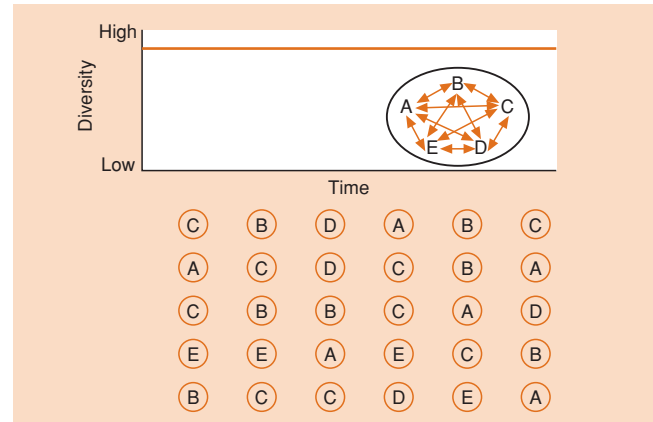 High
Diversity
B
A C
E D
Low
Time
C B D A B C
A C D C B A
C B B C A D
E E A E C B
B C C D E A